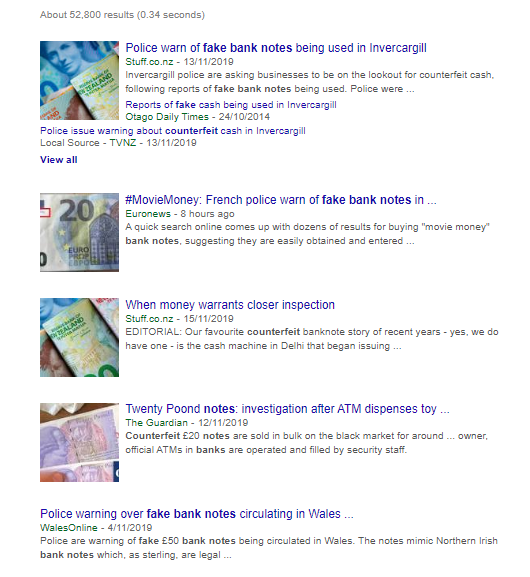 About 52,800 results (0.34 seconds)
Police warn of fake bank notes being used in Invercargill
Stuff.co.nz - 13/11/2019
Invercargill police are asking businesses to be on the lookout for counterfeit cash,
following reports of fake bank notes being used. Police were ...
Reports of fake cash being used in Invercargill
Otago Daily Times - 24/10/2014
Police issue warning about counterfeit cash in Invercargill
Local Source - TVNZ - 13/11/2019
View all
20
EURO
#MovieMoney: French police warn of fake bank notes in ...
Euronews - 8 hours ago
A quick search online comes up with dozens of results for buying "movie money"
bank notes, suggesting they are easily obtained and entered ...
When money warrants closer inspection
Stuff.co.nz - 15/11/2019
EDITORIAL: Our favourite counterfeit banknote story of recent years - yes, we do
have one - is the cash machine in Delhi that began issuing ...
Twenty Poond notes: investigation after ATM dispenses toy ...
The Guardian - 12/11/2019
Counterfeit £20 notes are sold in bulk on the black market for around ... owner,
official ATMs in banks are operated and filled by security staff.
Police warning over fake bank notes circulating in Wales ...
WalesOnline - 4/11/2019
Police are warning of fake £50 bank notes being circulated in Wales. The notes mimic Northern Irish
bank notes which, as sterling, are legal ...